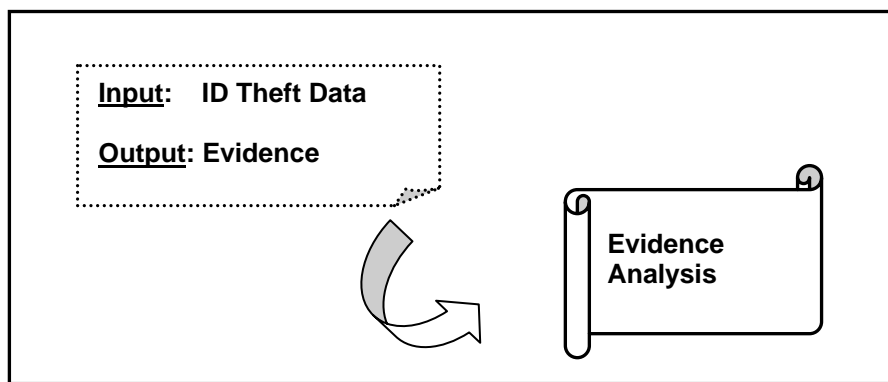 Input: ID Theft Data
Output: Evidence
Evidence
Analysis